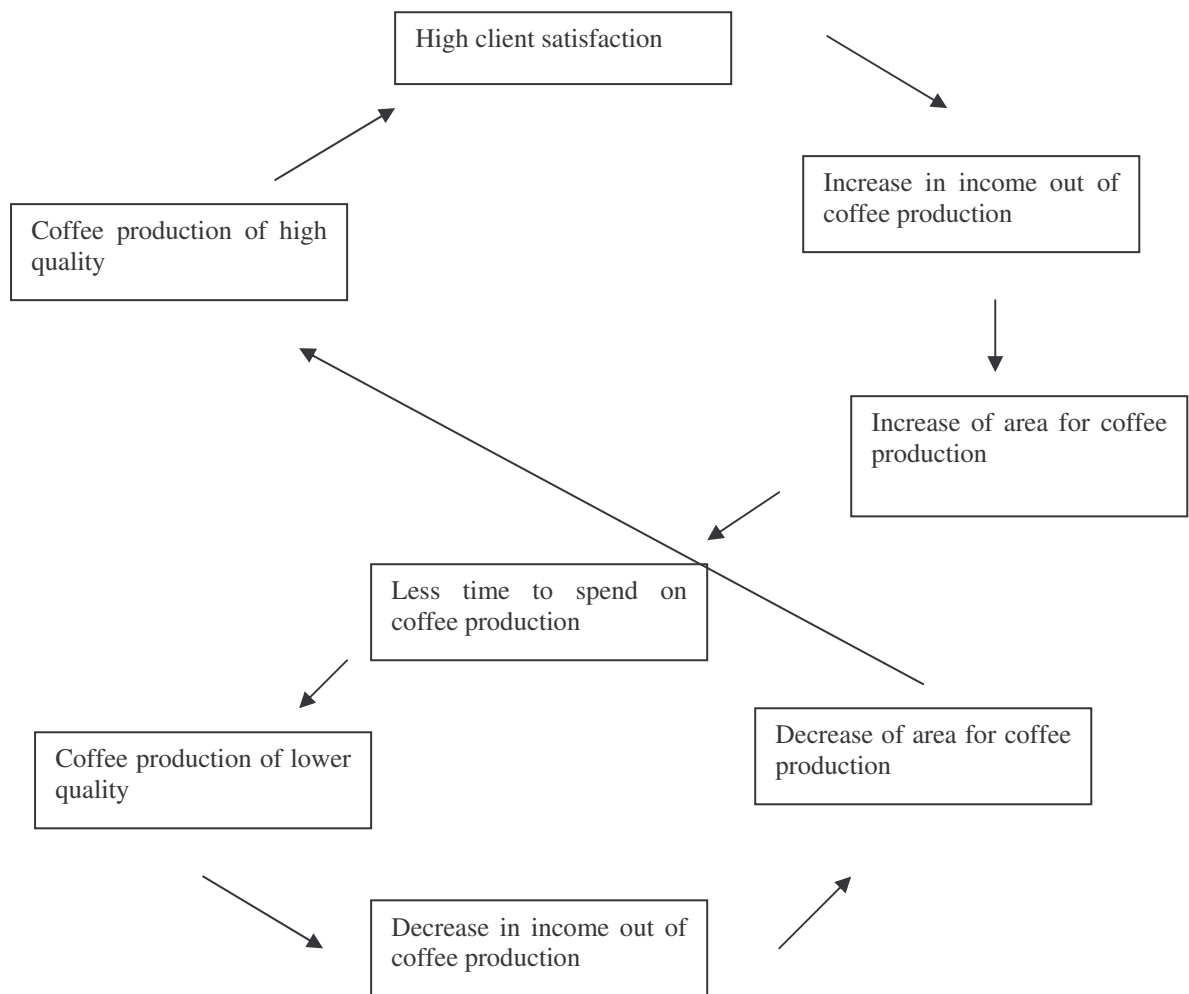 High client satisfaction
Increase in income out of
coffee production
Coffee production of high
quality
Increase of area for coffee
production
Less time to spend on
coffee production
Decrease of area for coffee
production
Coffee production of lower
quality
Decrease in income out of
coffee production